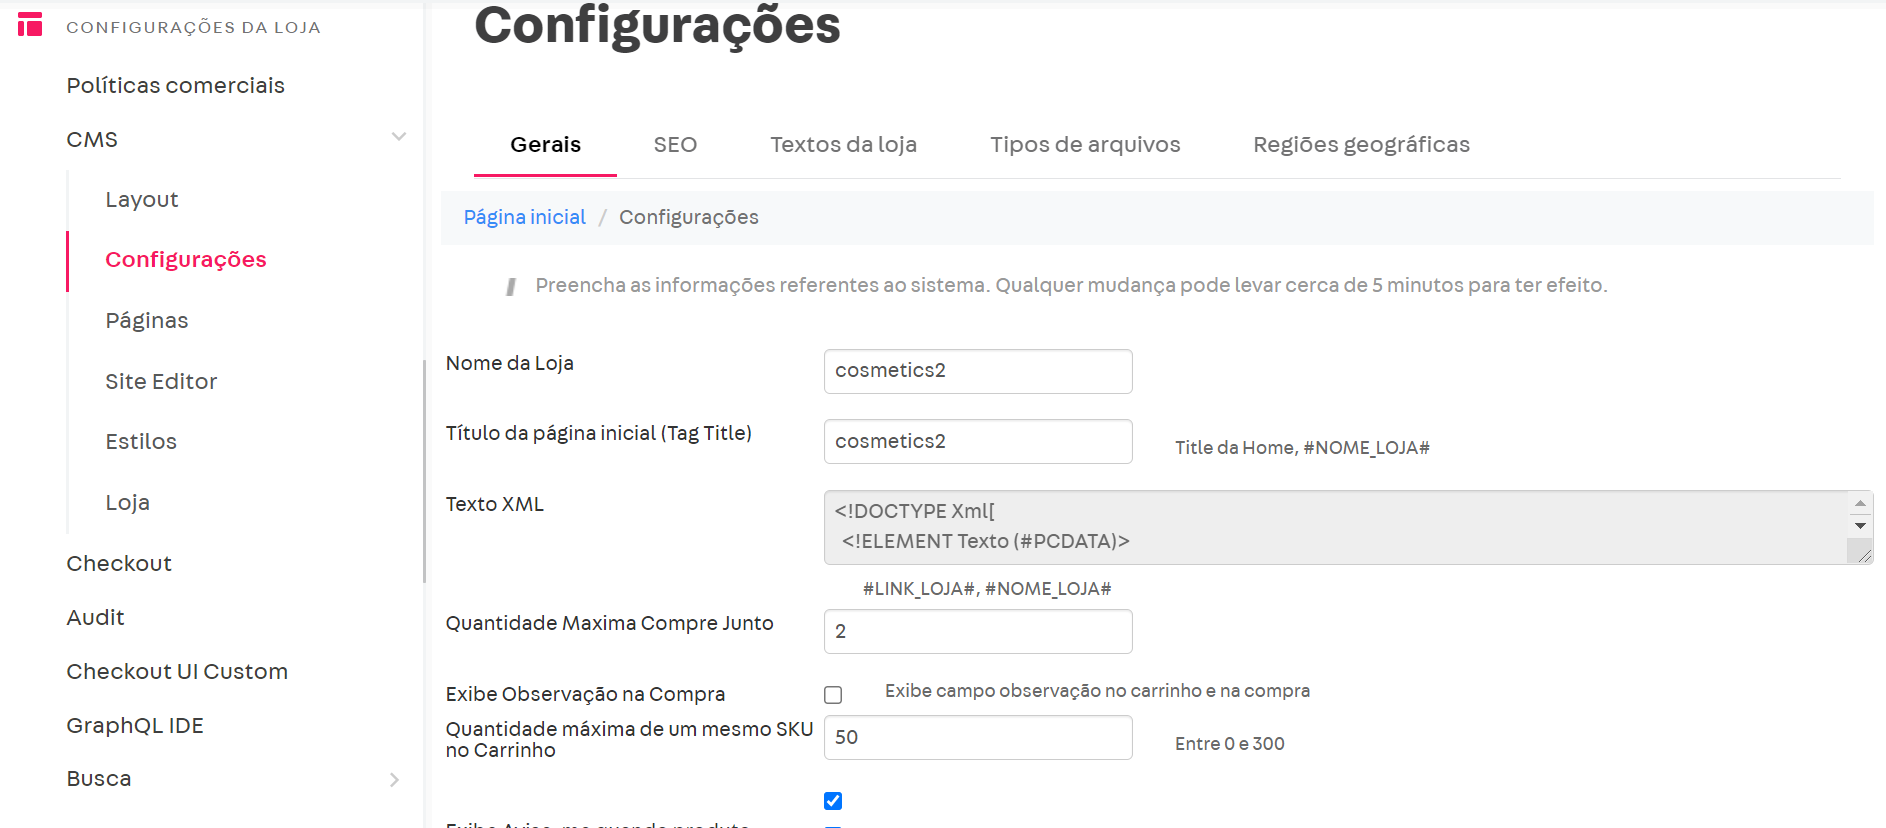 CONFIGURAÇÕES DA LOJA
Políticas comerciais
CMS
Layout
Configurações
Páginas
Site Editor
Estilos
Loja
Checkout
Audit
Checkout UI Custom
GraphQL IDE
Busca
Configurações
Gerais SEO Textos da loja Tipos de arquivos Regiões geográficas
Página inicial / Configurações
Preencha as informações referentes ao sistema. Qualquer mudança pode levar cerca de 5 minutos para ter efeito.
Nome da Loja cosmetics2
Título da página inicial (Tag Title) cosmetics2 Title da Home, #NOME_LOJA#
Texto XML <!DOCTYPE Xml[
<!ELEMENT Texto (#PCDATA)>
#LINK_LOJA#, #NOME_LOJA#
Quantidade Maxima Compre Junto 2
Exibe Observação na Compra Exibe campo observação no carrinho e na compra
Quantidade máxima de um mesmo SKU
no Carrinho 50 Entre 0 e 300